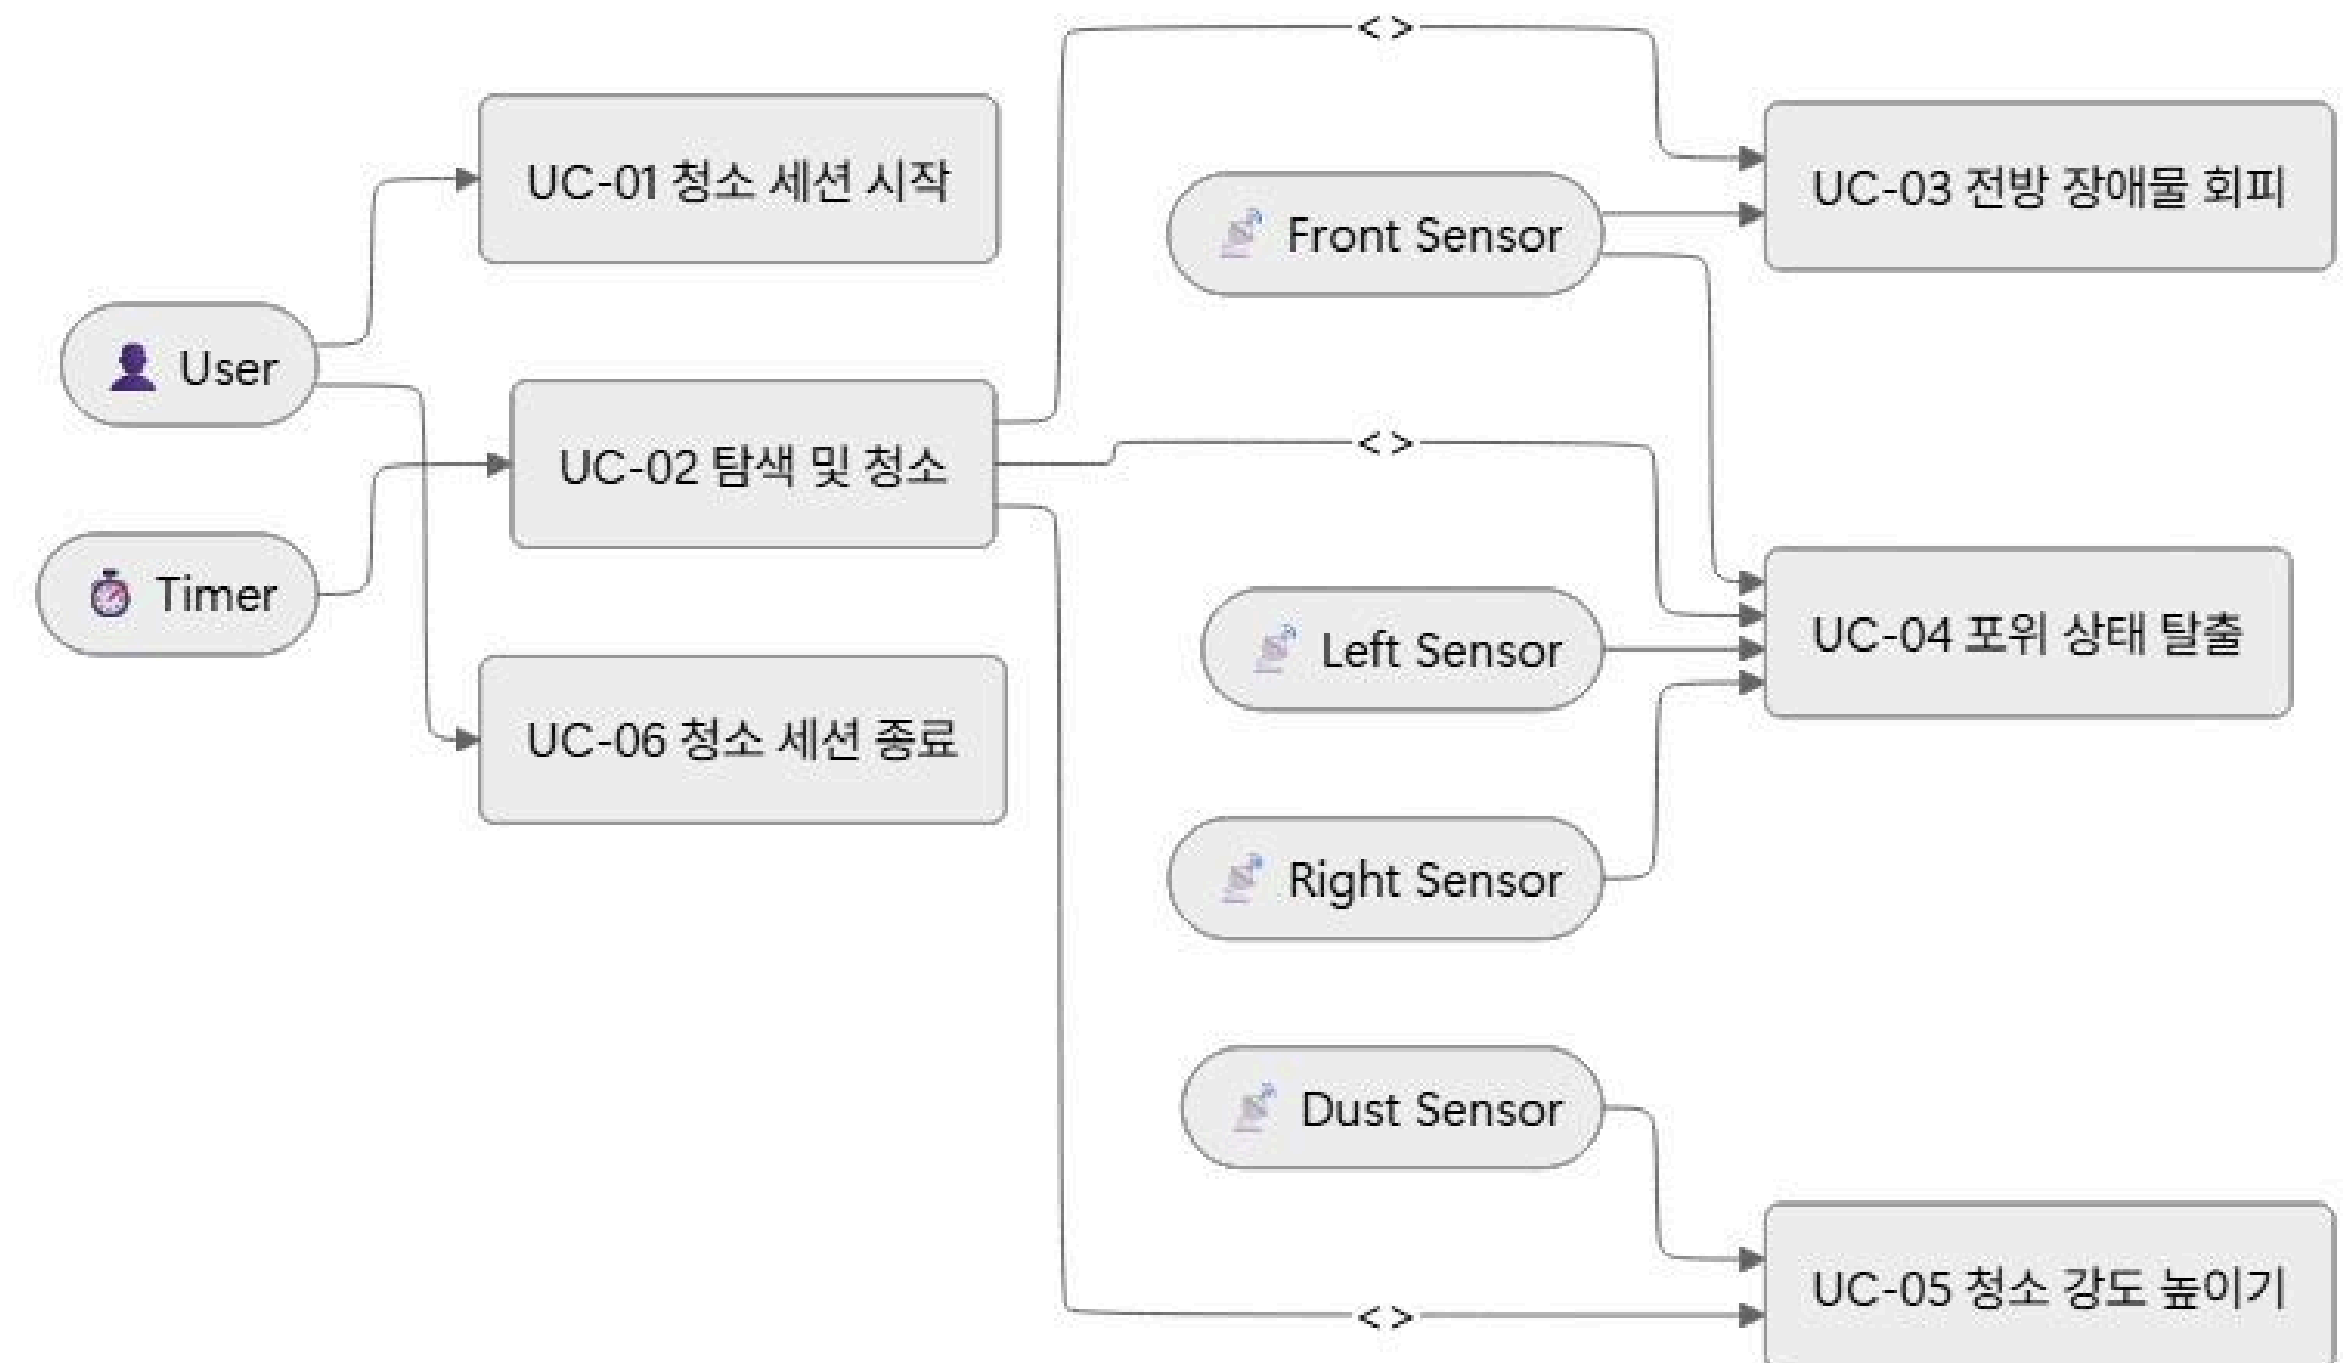 < >
UC-01 청소 세션 시작
UC-03 전방 장애물 회피
Front Sensor
User
UC-02 탐색 및 청소
< >
Timer
Left Sensor
UC-04 포위 상태 탈출
UC-06 청소 세션 종료
Right Sensor
Dust Sensor
UC-05 청소 강도 높이기
< >